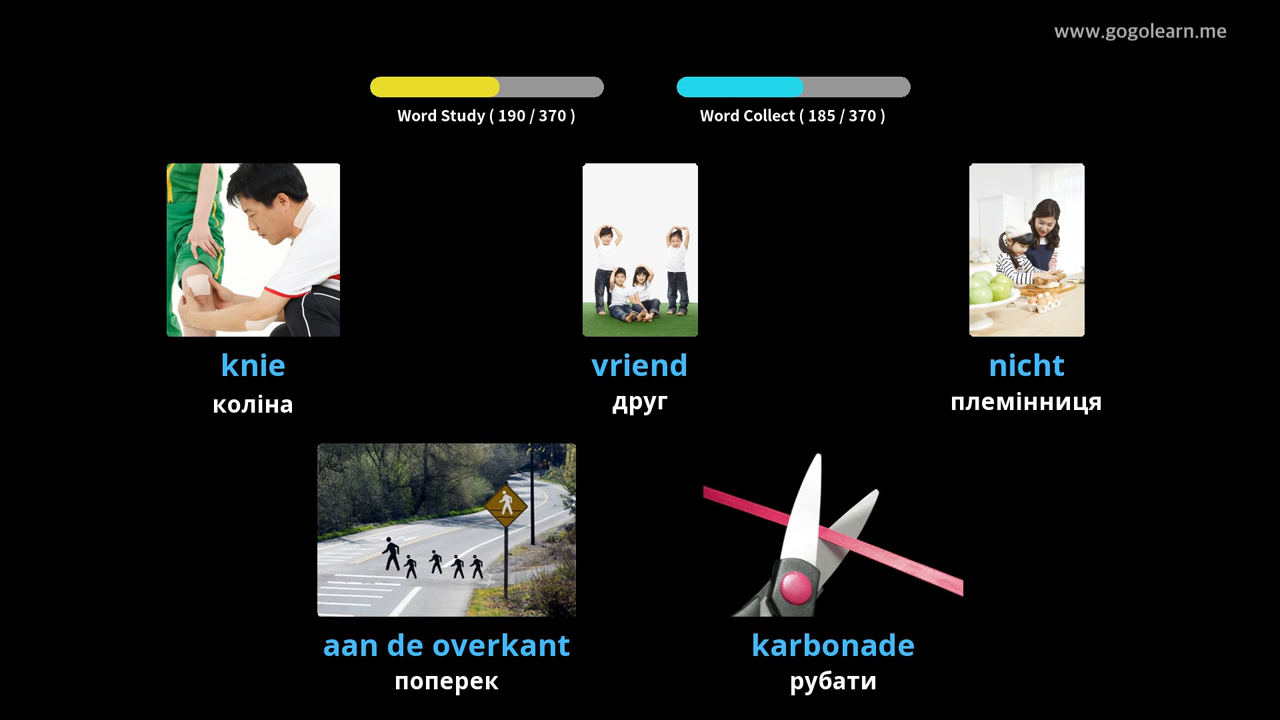 www.gogolearn.me
Word Study ( 190 / 370 )
Word Collect ( 185 / 370 )
knie
коліна
vriend
друг
nicht
племінниця
aan de overkant
поперек
karbonade
рубати